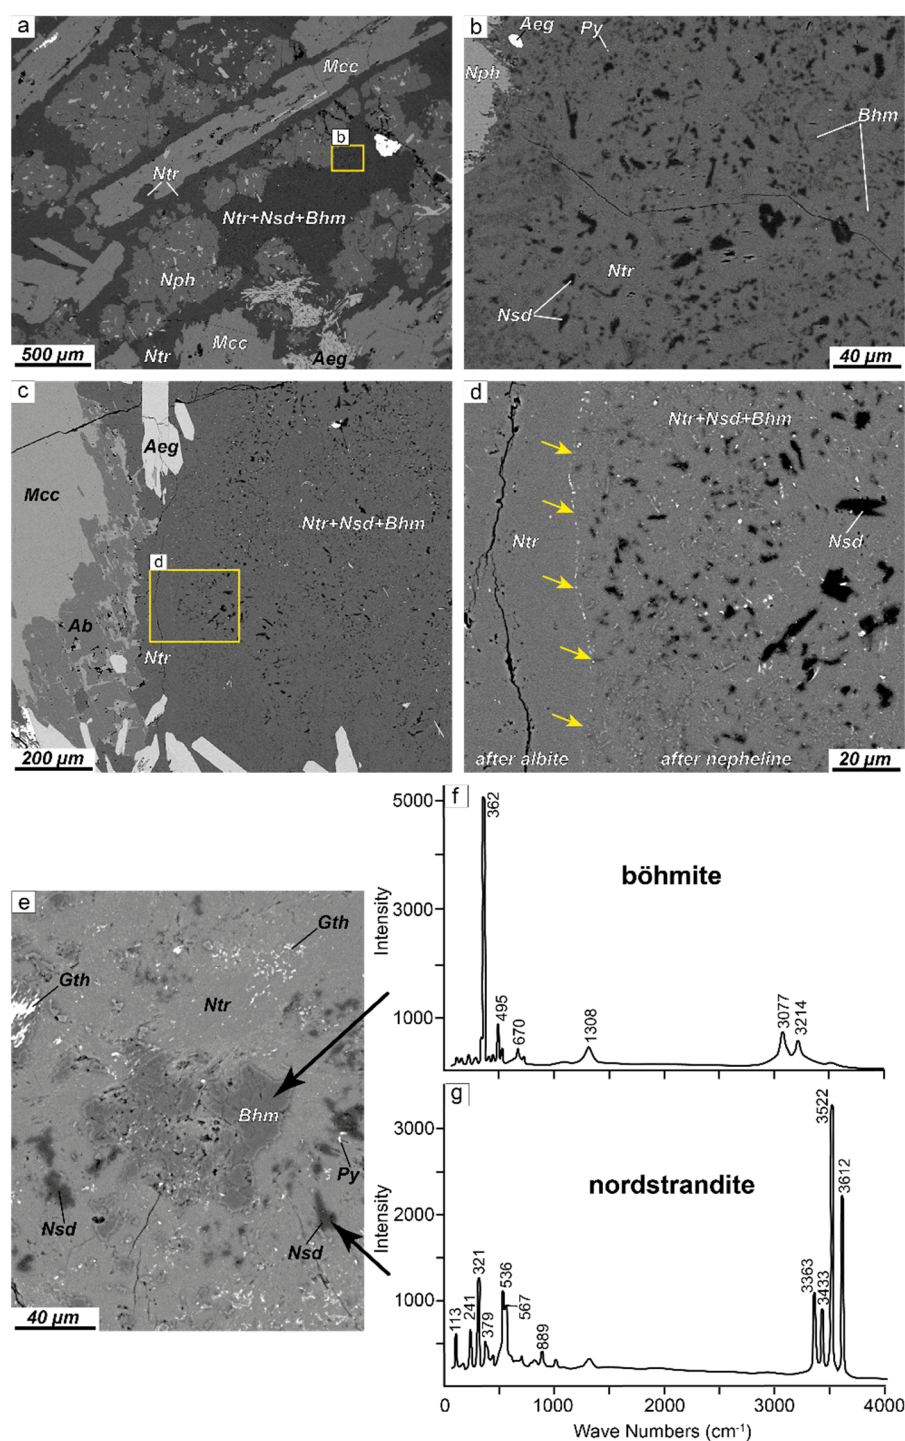 a
Mcc
b
Ntr
Ntr+Nsd+Bhm
Nph
Mcc
Ntr
Aeg
500 µm
b
Aeg
Py
Nph
Bhm
Ntr
Nsd
40 µm
c
Aeg
Mcc
Ntr+Nsd+Bhm
d
Ab
Ntr
200 µm
d
Ntr+Nsd+Bhm
Ntr
Nsd
after albite
after nepheline
20 µm
e
Gth
Gth
Ntr
Bhm
Py
Nsd
Nsd
40 µm
f
5000
3000
1000
Intensity
362
böhmite
495
670
1308
3077
3214
g
3000
2000
1000
Intensity
nordstrandite
113
241
321
379
536
567
889
3363
3433
3522
3612
0
1000
2000
3000
4000
Wave Numbers (cm⁻¹)